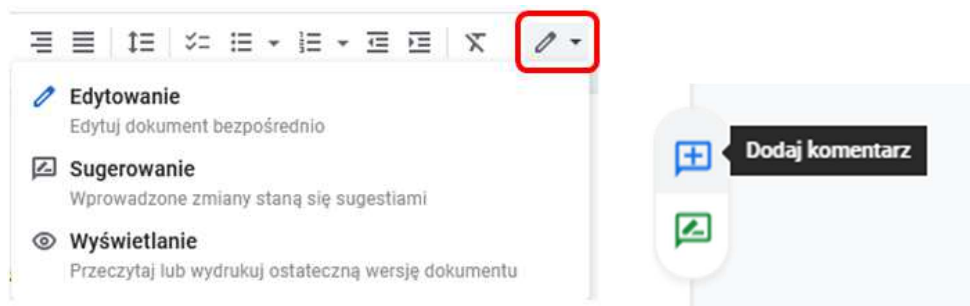 Edytowanie
Edytuj dokument bezpośrednio
Sugerowanie
Wprowadzone zmiany staną się sugestiami
Wyświetlanie
Przeczytaj lub wydrukuj ostateczną wersję dokumentu
Dodaj komentarz